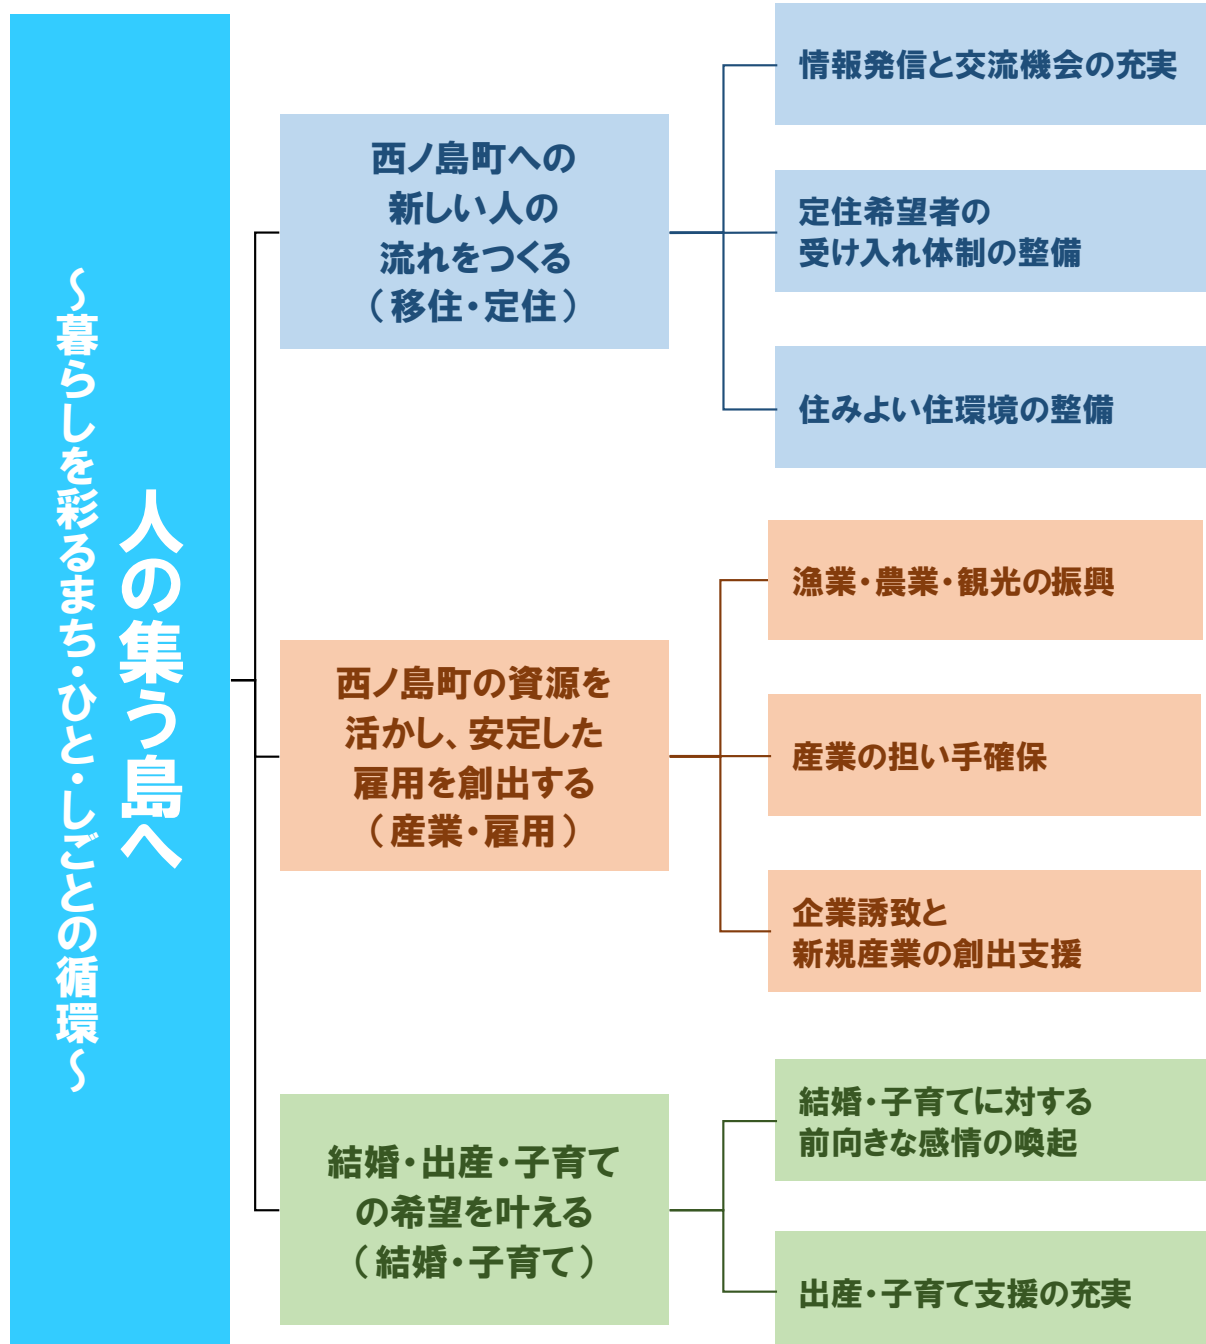 人の集う島へ
～暮らしを彩るまち・ひと・しごとの循環～
西ノ島町への
新しい人の
流れをつくる
（移住・定住）
情報発信と交流機会の充実
定住希望者の
受け入れ体制の整備
住みよい住環境の整備
西ノ島町の資源を
活かし、安定した
雇用を創出する
（産業・雇用）
漁業・農業・観光の振興
産業の担い手確保
企業誘致と
新規産業の創出支援
結婚・出産・子育て
の希望を叶える
（結婚・子育て）
結婚・子育てに対する
前向きな感情の喚起
出産・子育て支援の充実